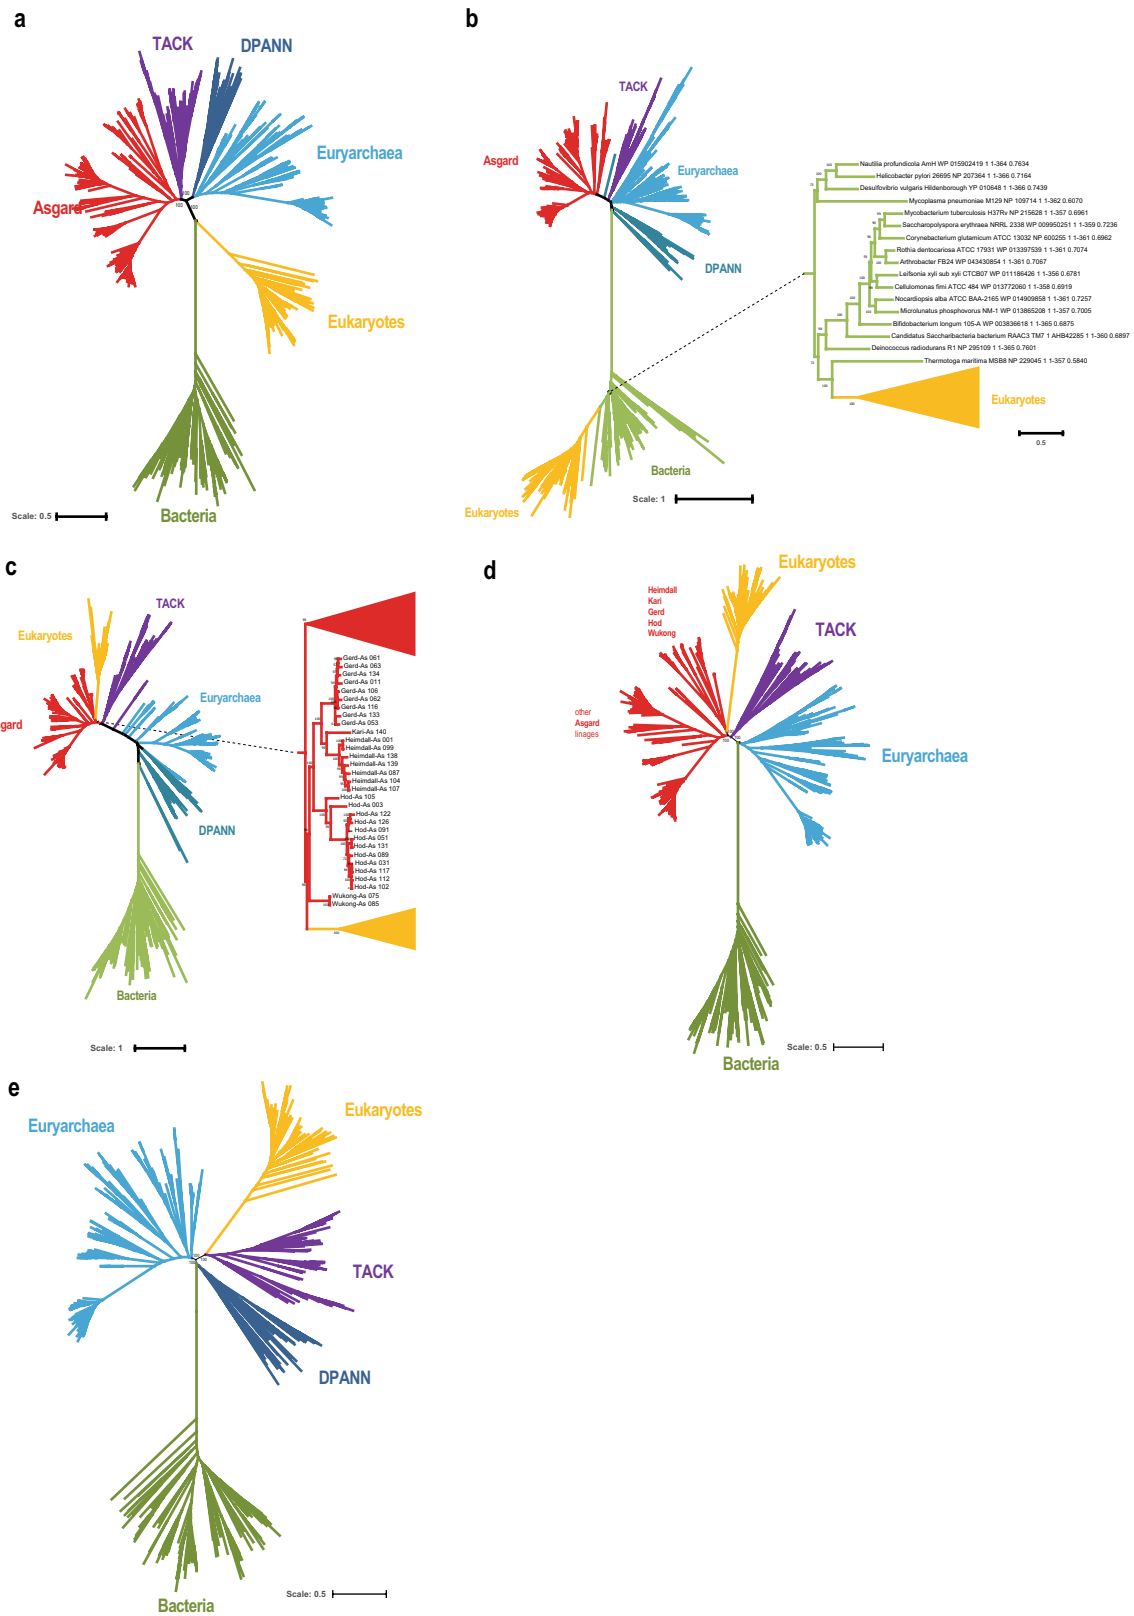 a
TACK
DPANN
Euryarchaea
Asgard
Eukaryotes
Bacteria
Scale: 0.5
100
100
100
b
TACK
Asgard
Euryarchaea
DPANN
Bacteria
Eukaryotes
Scale: 1
Nautilia profundicola AmH WP 015902419 1 1-364 0.7634
Helicobacter pylori 26695 NP 207364 1 1-366 0.7164
Desulfovibrio vulgaris Hildenborough YP 010648 1 1-366 0.7439
Mycoplasma pneumoniae M129 NP 109714 1 1-362 0.6070
Mycobacterium tuberculosis H37Rv NP 215628 1 1-357 0.6961
Saccharopolyspora erythraea NRRL 2338 WP 009950251 1 1-359 0.7236
Corynebacterium glutamicum ATCC 13032 NP 600255 1 1-361 0.6962
Rothia dentocariosa ATCC 17931 WP 013397539 1 1-361 0.7074
Arthrobacter FB24 WP 043430854 1 1-361 0.7067
Leifsonia xyli sub xyli CTCB07 WP 011186426 1 1-356 0.6781
Cellulomonas fimi ATCC 484 WP 013772060 1 1-358 0.6919
Nocardiopsis alba ATCC BAA-2165 WP 014909858 1 1-361 0.7257
Microlunatus phosphovorus NM-1 WP 013865208 1 1-357 0.7005
Bifidobacterium longum 105-A WP 003836618 1 1-365 0.6875
Candidatus Saccharibacteria bacterium RAAC3 TM7 1 AHB42285 1 1-360 0.6897
Deinococcus radiodurans R1 NP 295109 1 1-365 0.7601
Thermotoga maritima MSB8 NP 229045 1 1-357 0.5840
Eukaryotes
0.5
c
TACK
Eukaryotes
Euryarchaea
DPANN
Bacteria
Scale: 1
Gerd-As 061
Gerd-As 063
Gerd-As 134
Gerd-As 011
Gerd-As 106
Gerd-As 062
Gerd-As 116
Gerd-As 133
Gerd-As 053
Kari-As 140
Heimdall-As 001
Heimdall-As 099
Heimdall-As 138
Heimdall-As 139
Heimdall-As 087
Heimdall-As 104
Heimdall-As 107
Hod-As 105
Hod-As 003
Hod-As 122
Hod-As 126
Hod-As 091
Hod-As 051
Hod-As 131
Hod-As 089
Hod-As 031
Hod-As 117
Hod-As 112
Hod-As 102
Wukong-As 075
Wukong-As 085
d
Eukaryotes
Heimdall
Kari
Gerd
Hod
Wukong
TACK
other
Asgard
linages
Euryarchaea
Bacteria
Scale: 0.5
e
Eukaryotes
Euryarchaea
TACK
DPANN
Bacteria
Scale: 0.5